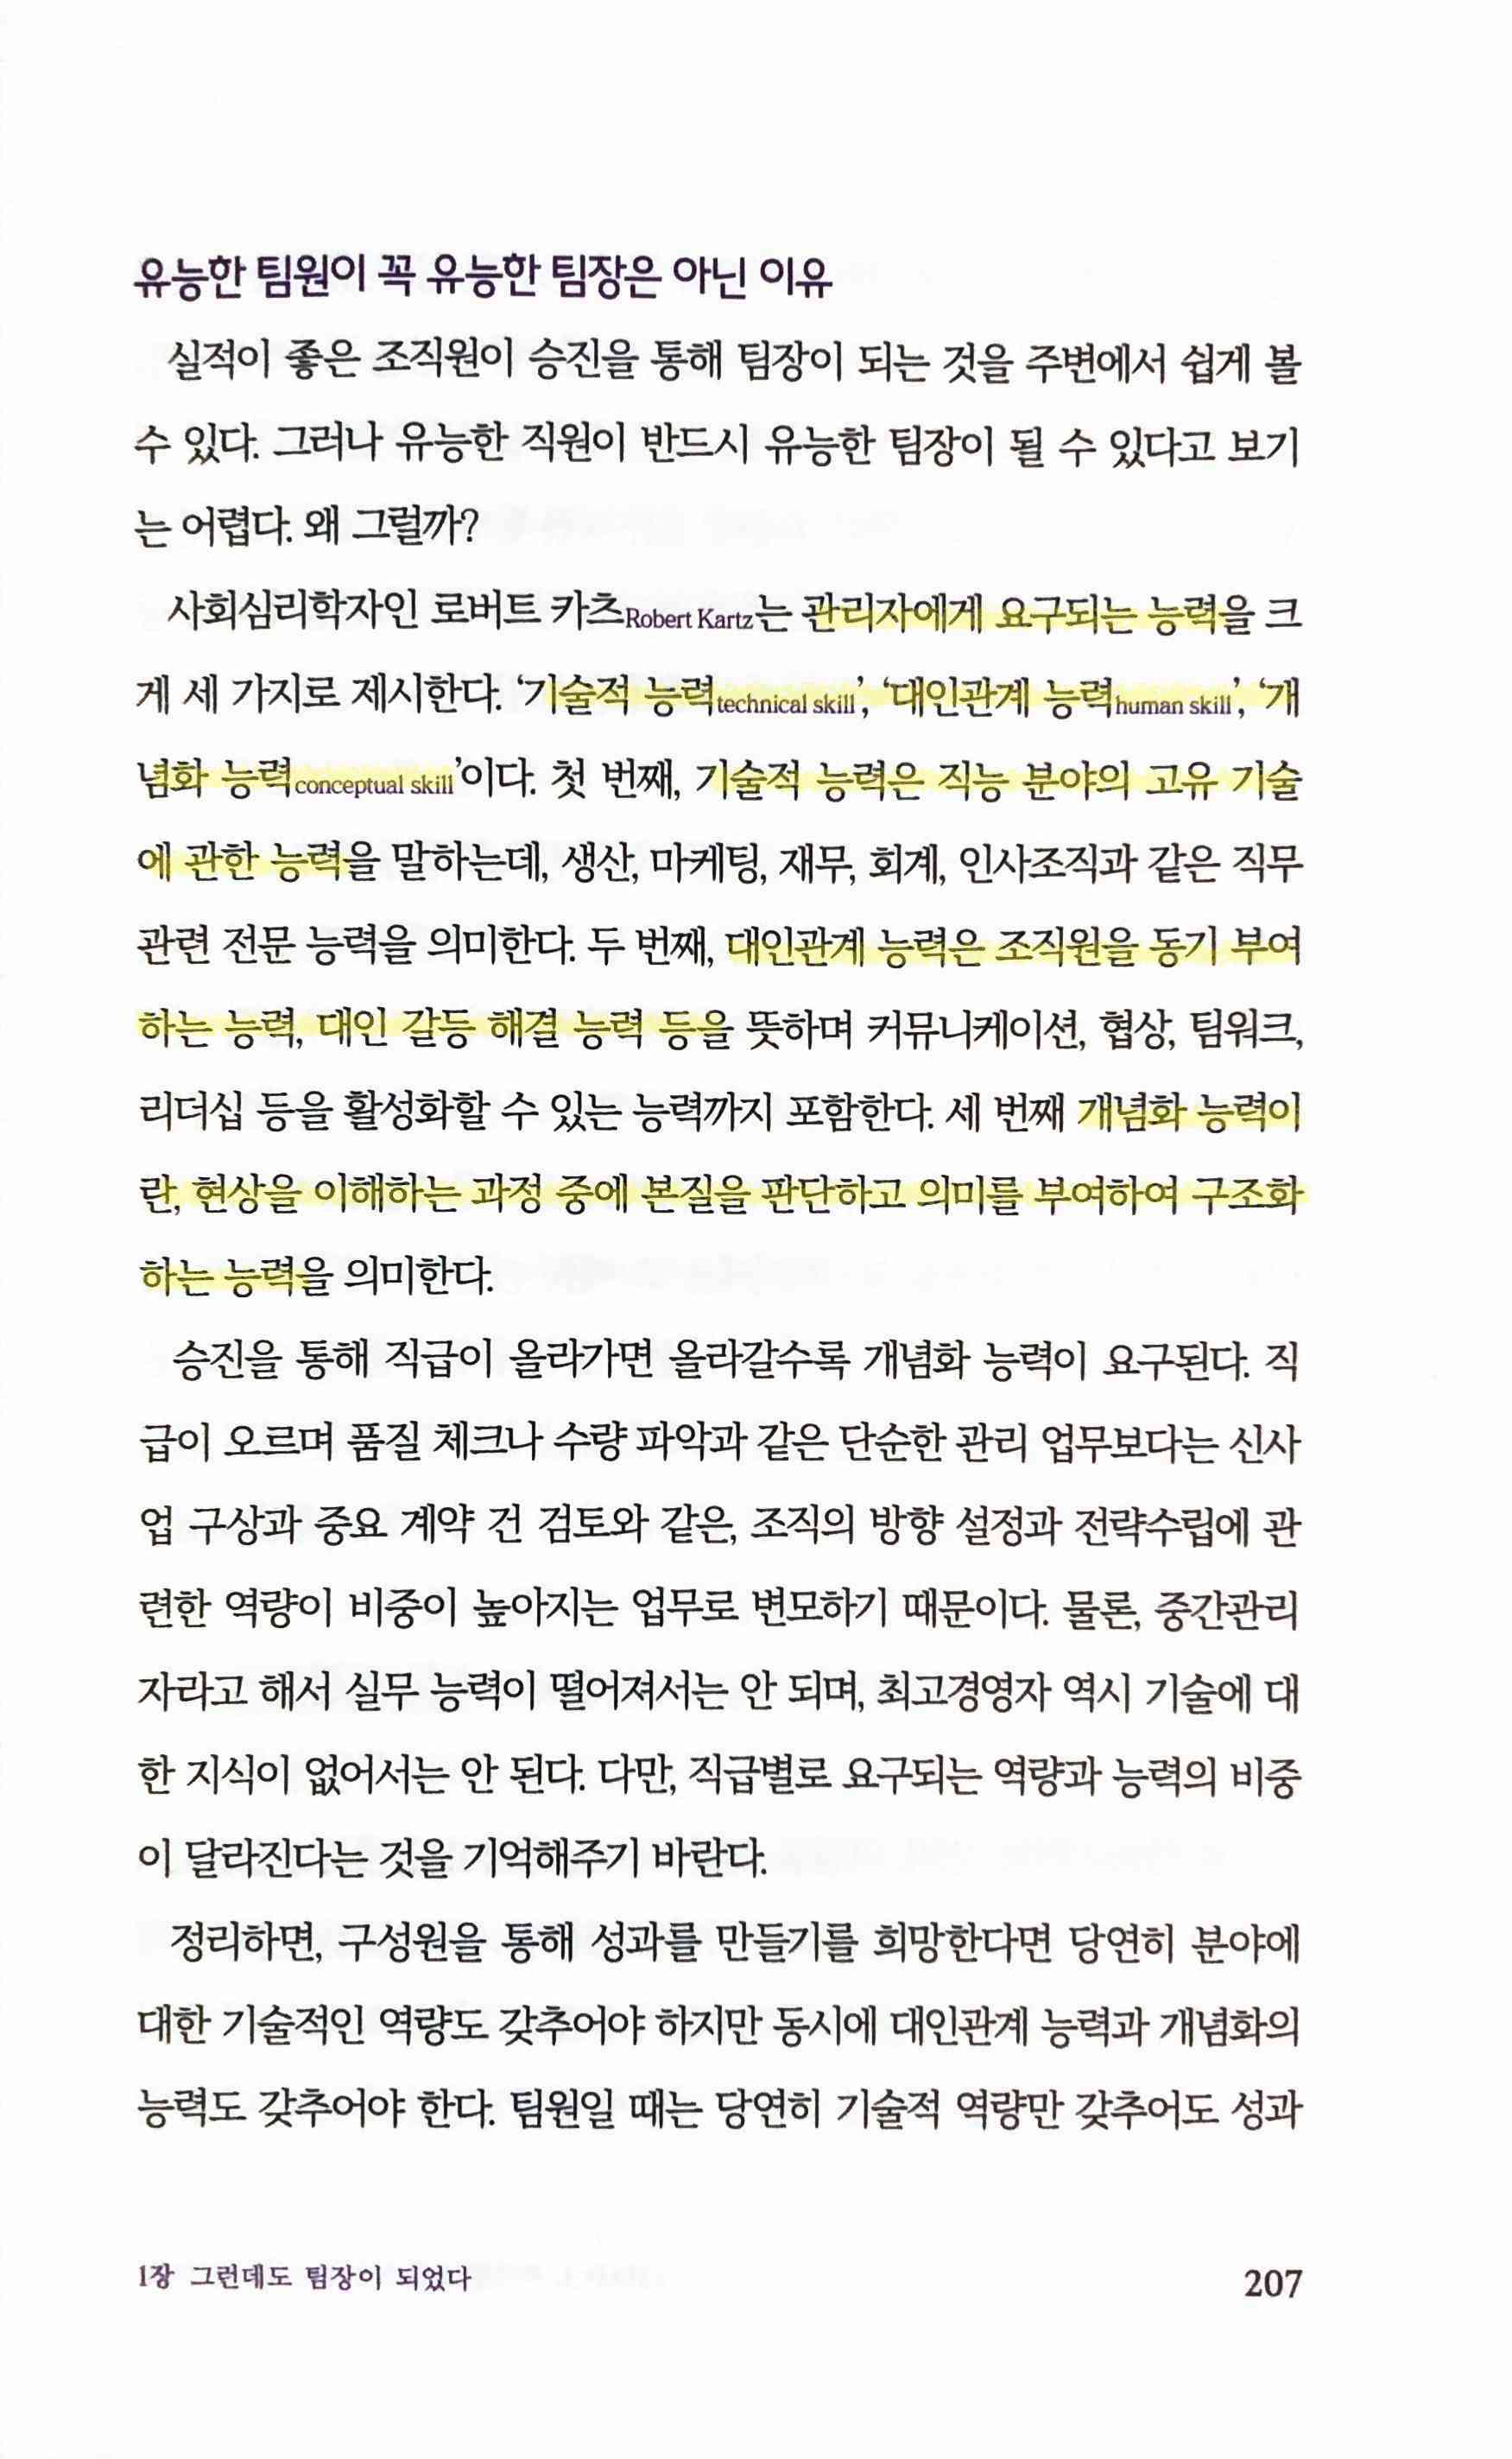 유능한 팀원이 꼭 유능한 팀장은 아닌 이유
실적이 좋은 조직원이 승진을 통해 팀장이 되는 것을 주변에서 쉽게 볼
수 있다. 그러나 유능한 직원이 반드시 유능한 팀장이 될 수 있다고 보기
는 어렵다. 왜 그럴까?
사회심리학자인 로버트 카츠Robert Kartz는 관리자에게 요구되는 능력을 크
게 세 가지로 제시한다. ‘기술적 능력technical skill’, ‘대인관계 능력human skill’, ‘개
념화 능력conceptual skill’이다. 첫 번째, 기술적 능력은 직능 분야의 고유 기술
에 관한 능력을 말하는데, 생산, 마케팅, 재무, 회계, 인사조직과 같은 직무
관련 전문 능력을 의미한다. 두 번째, 대인관계 능력은 조직원을 동기 부여
하는 능력, 대인 갈등 해결 능력 등을 뜻하며 커뮤니케이션, 협상, 팀워크,
리더십 등을 활성화할 수 있는 능력까지 포함한다. 세 번째 개념화 능력이
란, 현상을 이해하는 과정 중에 본질을 판단하고 의미를 부여하여 구조화
하는 능력을 의미한다.
승진을 통해 직급이 올라가면 올라갈수록 개념화 능력이 요구된다. 직
급이 오르며 품질 체크나 수량 파악과 같은 단순한 관리 업무보다는 신사
업 구상과 중요 계약 건 검토와 같은, 조직의 방향 설정과 전략수립에 관
련한 역량이 비중이 높아지는 업무로 변모하기 때문이다. 물론, 중간관리
자라고 해서 실무 능력이 떨어져서는 안 되며, 최고경영자 역시 기술에 대
한 지식이 없어서는 안 된다. 다만, 직급별로 요구되는 역량과 능력의 비중
이 달라진다는 것을 기억해주기 바란다.
정리하면, 구성원을 통해 성과를 만들기를 희망한다면 당연히 분야에
대한 기술적인 역량도 갖추어야 하지만 동시에 대인관계 능력과 개념화의
능력도 갖추어야 한다. 팀원일 때는 당연히 기술적 역량만 갖추어도 성과
1장 그런데도 팀장이 되었다
207